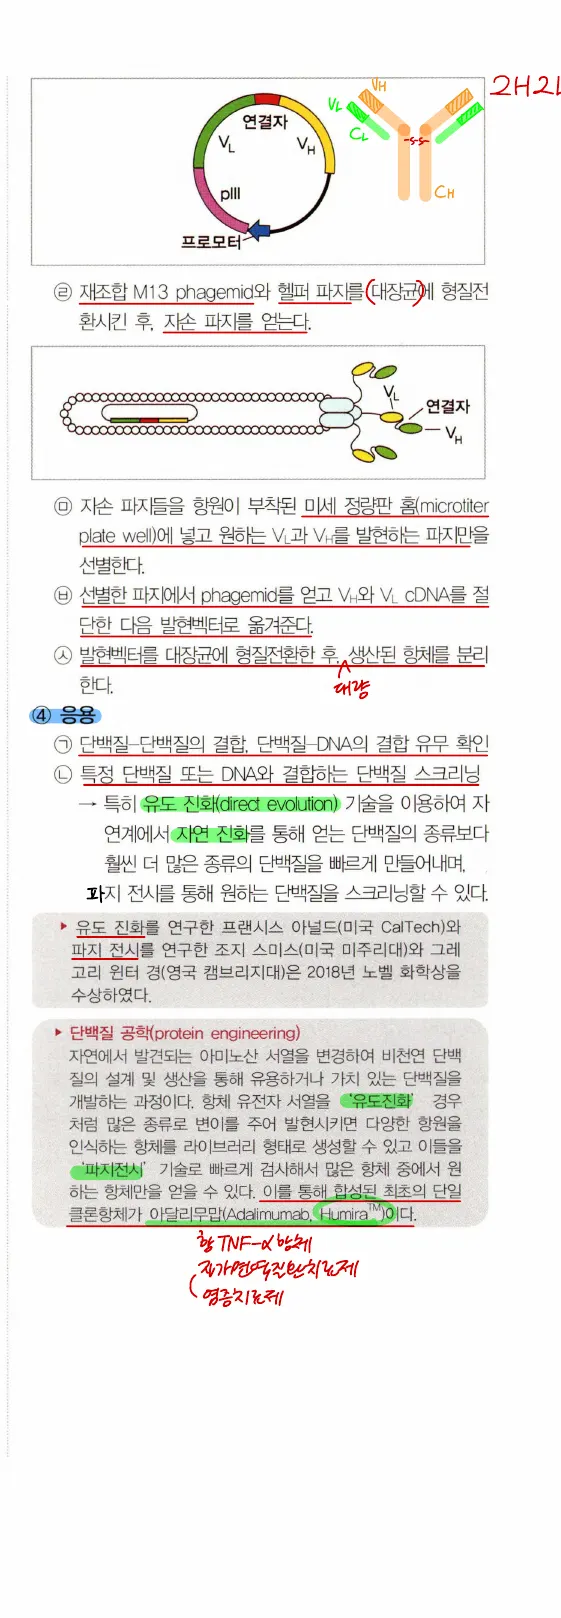 2H2L
VH
VL
CL
-s-s-
CH
연결자
VL
VH
pIII
프로모터
㉣ 재조합 M13 phagemid와 헬퍼 파지를 (대장균)에 형질전
환시킨 후, 자손 파지를 얻는다.
VL
연결자
VH
㉤ 자손 파지들을 항원이 부착된 미세 정량판 홈(microtiter
plate well)에 넣고 원하는 VL과 VH를 발현하는 파지만을
선별한다.
㉥ 선별한 파지에서 phagemid를 얻고 VH와 VL cDNA를 절
단한 다음 발현벡터로 옮겨준다.
㉦ 발현벡터를 대장균에 형질전환한 후, 생산된 항체를 분리
한다.
대량
④ 응용
㉠ 단백질–단백질의 결합, 단백질–DNA의 결합 유무 확인
㉡ 특정 단백질 또는 DNA와 결합하는 단백질 스크리닝
→ 특히 유도 진화(direct evolution) 기술을 이용하여 자
연계에서 자연 진화를 통해 얻는 단백질의 종류보다
훨씬 더 많은 종류의 단백질을 빠르게 만들어내며,
파지 전시를 통해 원하는 단백질을 스크리닝할 수 있다.
▶ 유도 진화를 연구한 프랜시스 아널드(미국 CalTech)와
파지 전시를 연구한 조지 스미스(미국 미주리대)와 그레
고리 윈터 경(영국 캠브리지대)은 2018년 노벨 화학상을
수상하였다.
▶ 단백질 공학(protein engineering)
자연에서 발견되는 아미노산 서열을 변경하여 비천연 단백
질의 설계 및 생산을 통해 유용하거나 가치 있는 단백질을
개발하는 과정이다. 항체 유전자 서열을 '유도진화' 경우
처럼 많은 종류로 변이를 주어 발현시키면 다양한 항원을
인식하는 항체를 라이브러리 형태로 생성할 수 있고 이들을
'파지전시' 기술로 빠르게 검사해서 많은 항체 중에서 원
하는 항체만을 얻을 수 있다. 이를 통해 합성된 최초의 단일
클론항체가 아달리무맙(Adalimumab, Humira™)이다.
항 TNF-α 항체
자가면역질환치료제
염증치료제